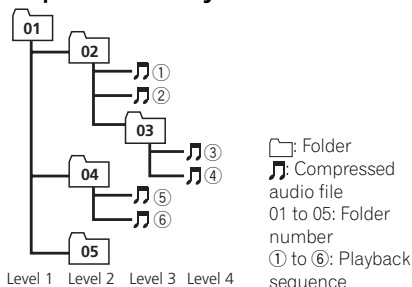 01
02
①
②
03
③
④
04
⑤
⑥
05
Level 1 Level 2 Level 3 Level 4
: Folder
: Compressed
audio file
01 to 05: Folder
number
① to ⑥: Playback
sequence